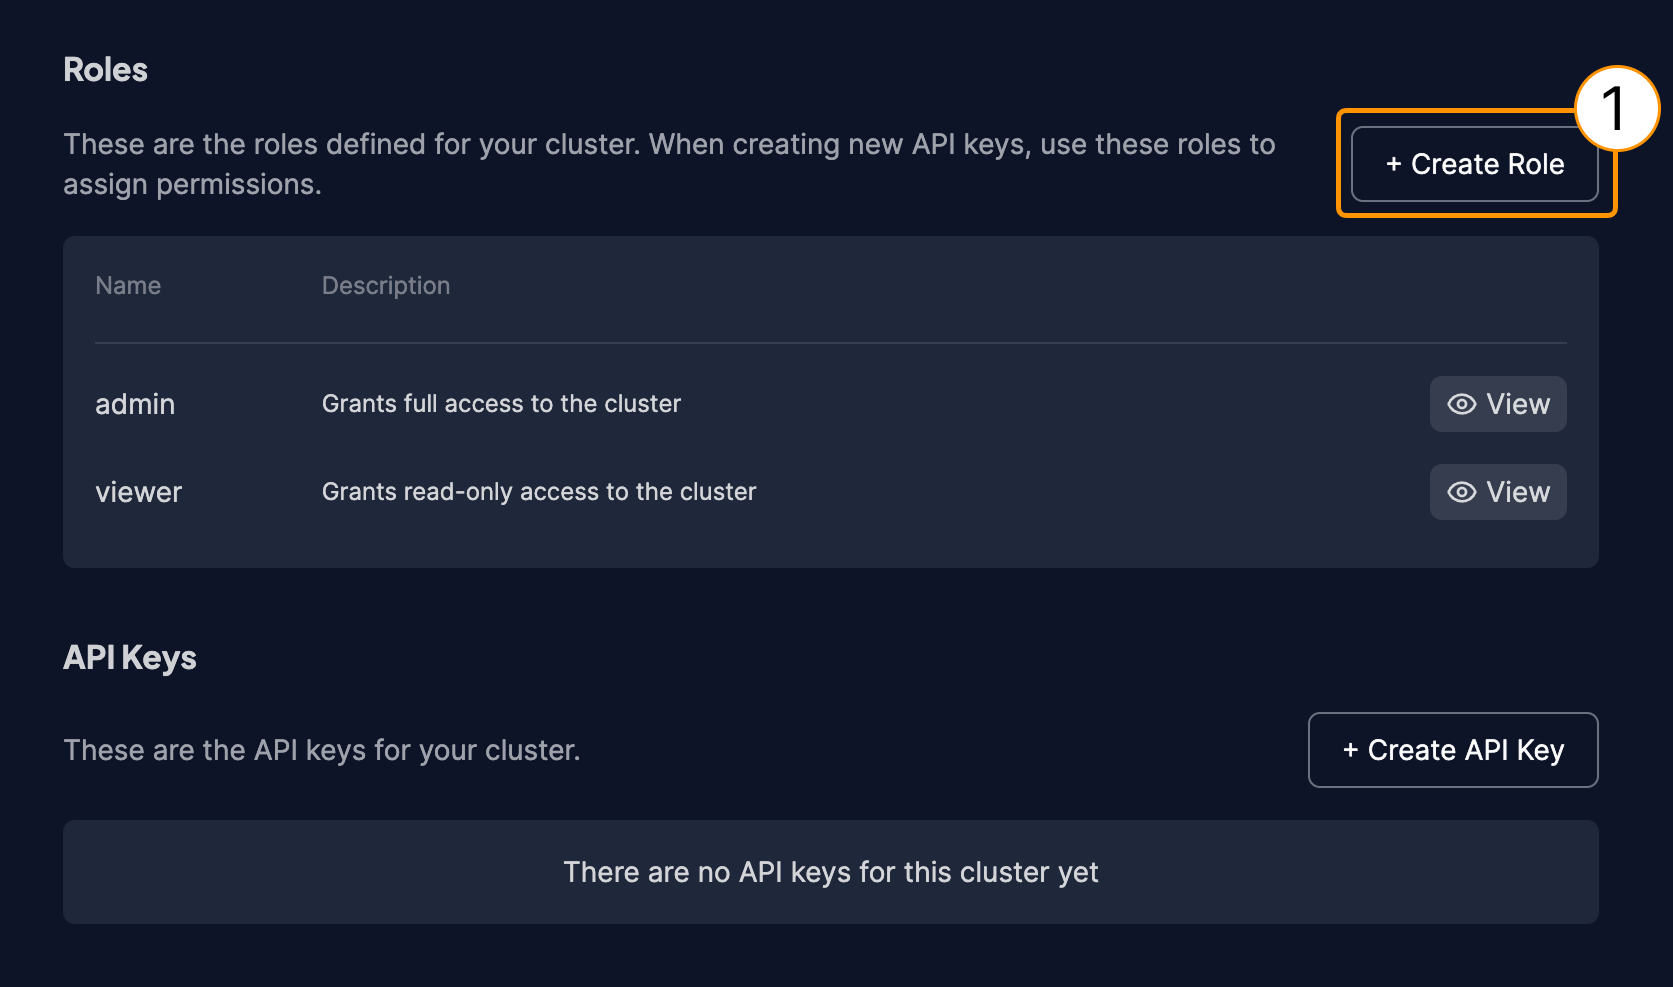 Roles
1
These are the roles defined for your cluster. When creating new API keys, use these roles to
assign permissions.
+ Create Role
Name Description
admin Grants full access to the cluster View
viewer Grants read-only access to the cluster View
API Keys
These are the API keys for your cluster.
+ Create API Key
There are no API keys for this cluster yet